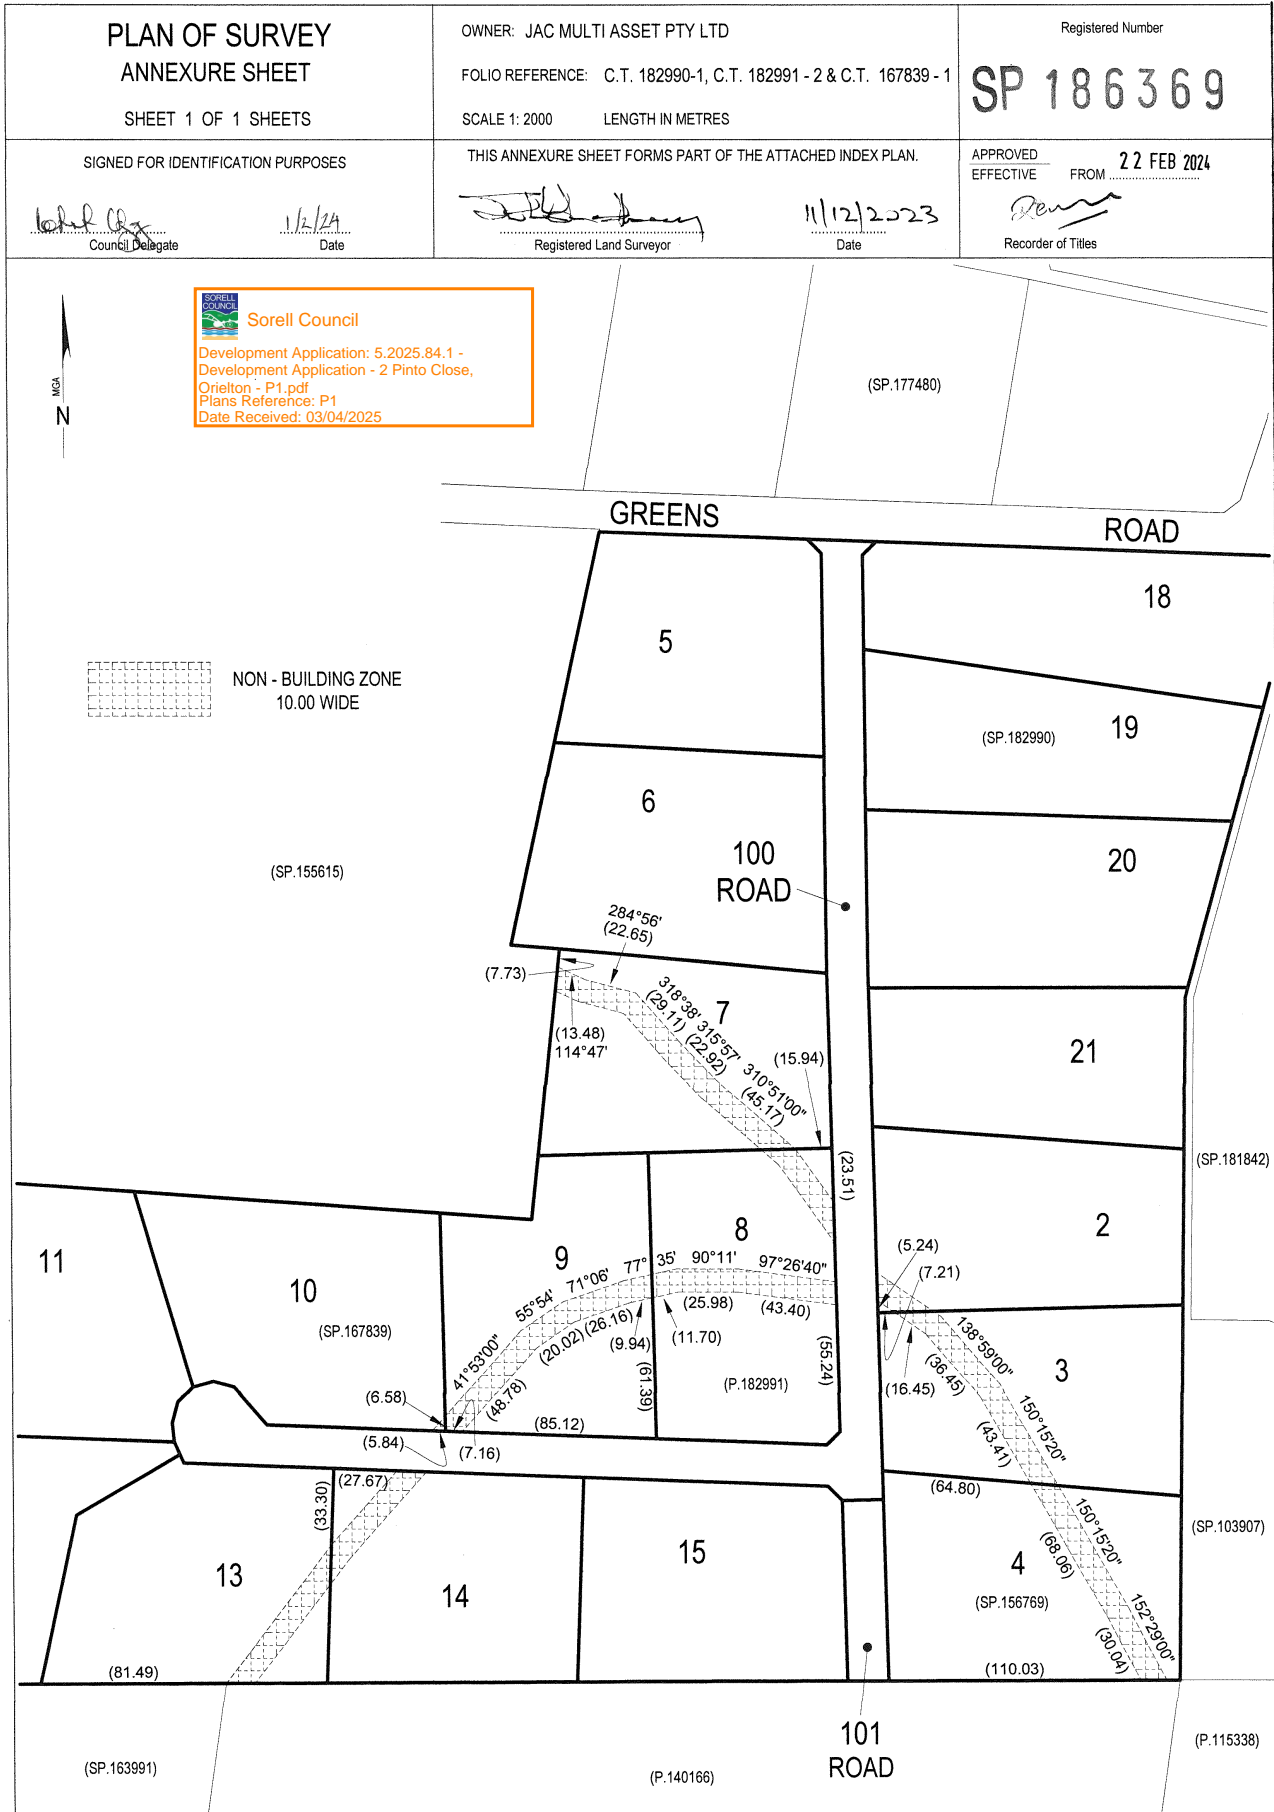 PLAN OF SURVEY
ANNEXURE SHEET
SHEET 1 OF 1 SHEETS
OWNER: JAC MULTI ASSET PTY LTD
FOLIO REFERENCE: C.T. 182990-1, C.T. 182991 - 2 & C.T. 167839 - 1
SCALE 1: 2000 LENGTH IN METRES
Registered Number
SP 186369
SIGNED FOR IDENTIFICATION PURPOSES
1/2/24
Council Delegate Date
THIS ANNEXURE SHEET FORMS PART OF THE ATTACHED INDEX PLAN.
11/12/2023
Registered Land Surveyor Date
APPROVED
EFFECTIVE FROM 22 FEB 2024
Recorder of Titles
SORELL
COUNCIL
Sorell Council
Development Application: 5.2025.84.1 -
Development Application - 2 Pinto Close,
Orielton - P1.pdf
Plans Reference: P1
Date Received: 03/04/2025
MGA
N
(SP.177480)
GREENS ROAD
18
5
NON - BUILDING ZONE
10.00 WIDE
19
(SP.182990)
6
100
ROAD
20
(SP.155615)
284°56'
(22.65)
(7.73)
318°38'
(29.11)
7
315°57'
(22.92)
(13.48)
114°47'
(15.94)
310°51'00"
(45.17)
21
(23.51)
(SP.181842)
2
8
9
11
10
(SP.167839)
(5.24)
(7.21)
41°53'00"
55°54'
71°06'
77° 35'
90°11'
97°26'40"
(48.78)
(20.02)
(26.16)
(9.94)
(11.70)
(25.98)
(43.40)
(61.39)
(P.182991)
(55.24)
138°59'00"
(36.45)
(16.45)
3
(6.58)
(5.84)
(7.16)
(85.12)
(43.41)
150°15'20"
(27.67)
(33.30)
(64.80)
150°15'20"
(68.06)
(SP.103907)
13
14
15
4
(SP.156769)
152°29'00"
(30.04)
(81.49)
(110.03)
101
ROAD
(SP.163991)
(P.140166)
(P.115338)